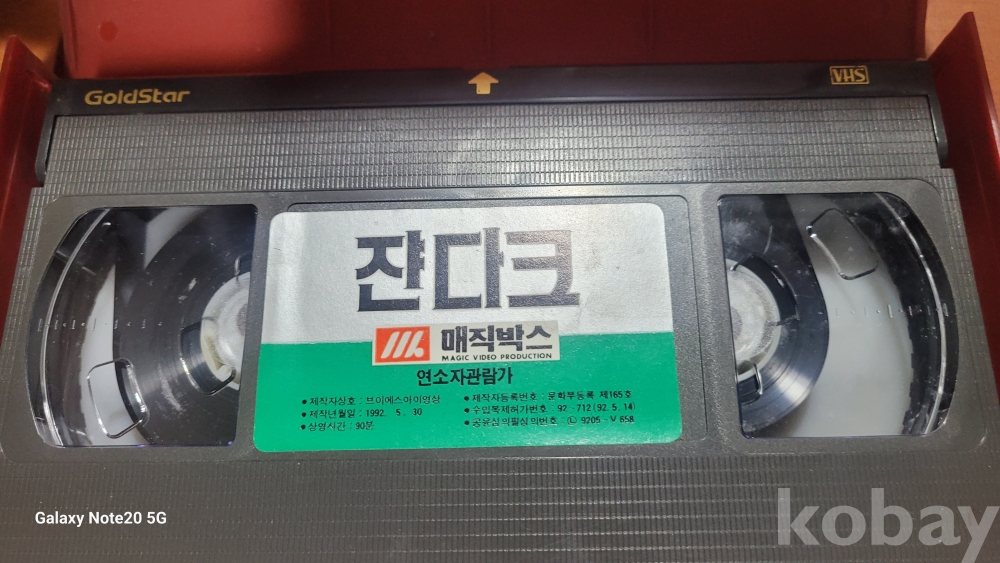 GoldStar
VHS
잔다크
매직박스
MAGIC VIDEO PRODUCTION
연소자관람가
● 제작자상호 : 브이에스아이영상
● 제작년월일 : 1992. 5. 30
● 상영시간 : 90분
● 제작자등록번호 : 문화부등록 제165호
● 수입복제허가번호 : 92 - 712 (92. 5. 14)
● 공윤심의필심의번호 : Ⓛ 9205 - V 858
Galaxy Note20 5G
kobay